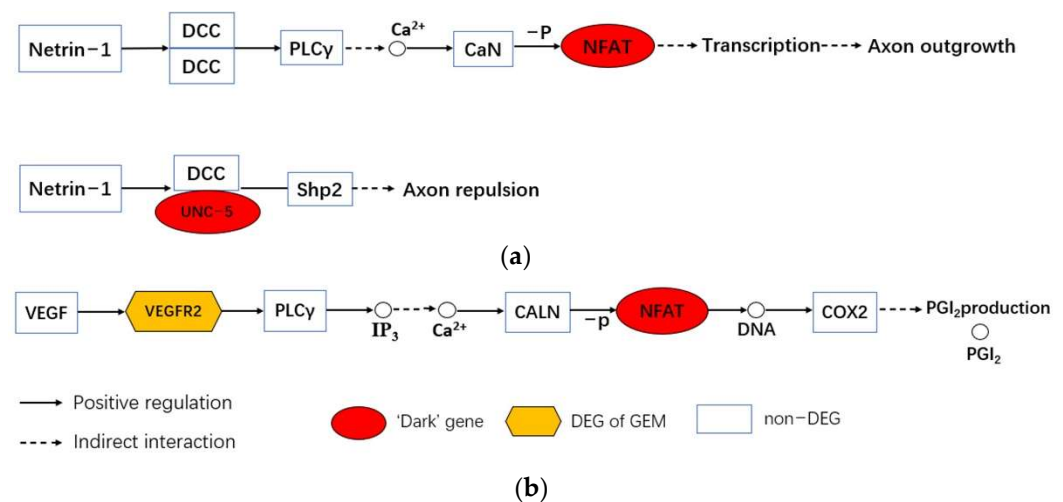 Netrin-1 DCC PLCγ Ca²⁺ CaN -P NFAT Transcription Axon outgrowth
DCC
Netrin-1 DCC Shp2 Axon repulsion
UNC-5
(a)
VEGF VEGFR2 PLCγ IP₃ Ca²⁺ CALN -p NFAT DNA COX2 PGI₂production
PGI₂
Positive regulation 'Dark' gene DEG of GEM non-DEG
Indirect interaction
(b)